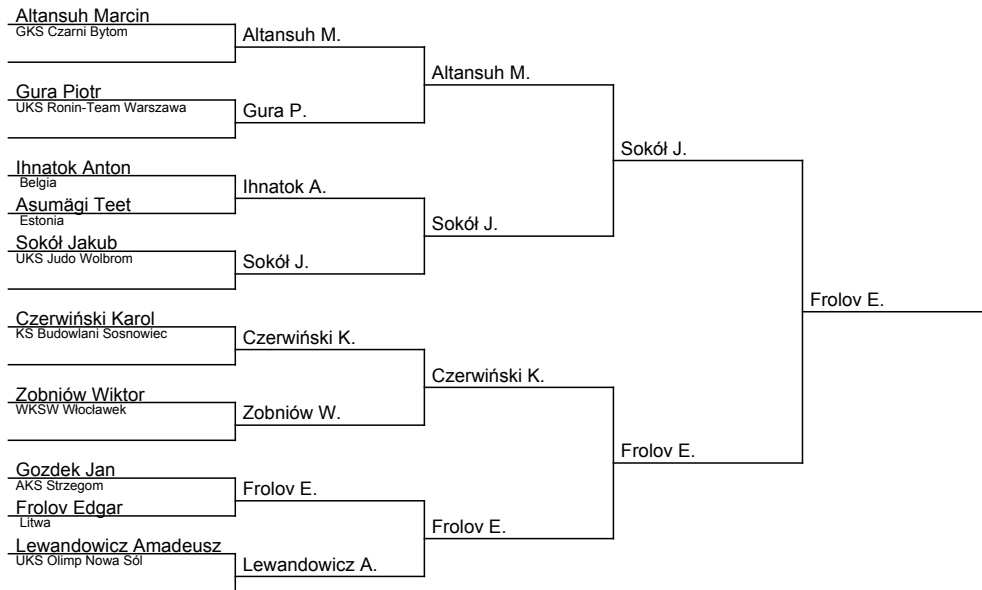 Altansuh Marcin
GKS Czarni Bytom
Gura Piotr
UKS Ronin-Team Warszawa
Ihnatok Anton
Belgia
Asumägi Teet
Estonia
Sokół Jakub
UKS Judo Wolbrom
Czerwiński Karol
KS Budowlani Sosnowiec
Zobniów Wiktor
WKSW Włocławek
Gozdek Jan
AKS Strzegom
Frolov Edgar
Litwa
Lewandowicz Amadeusz
UKS Olimp Nowa Sól
Altansuh M.
Gura P.
Ihnatok A.
Sokół J.
Czerwiński K.
Zobniów W.
Frolov E.
Lewandowicz A.
Altansuh M.
Sokół J.
Czerwiński K.
Frolov E.
Sokół J.
Frolov E.
Frolov E.